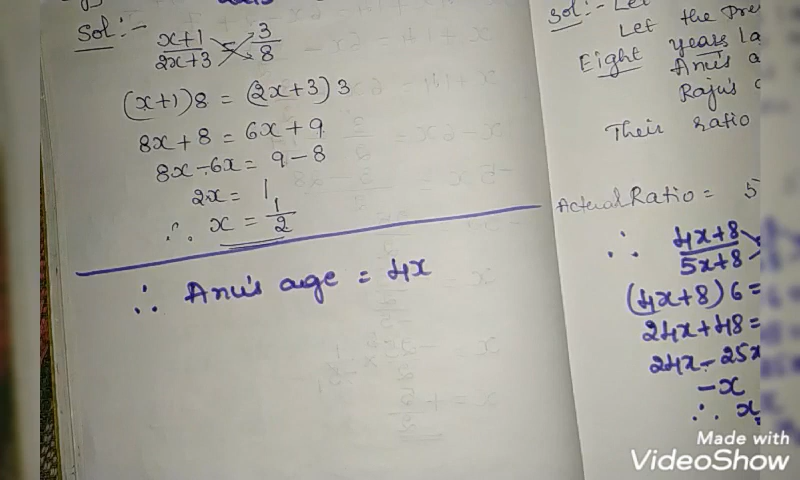 Sol:-
x+1/2x+3 = 3/8
(x+1)8 = (2x+3)3
8x+8 = 6x+9
8x-6x = 9-8
2x = 1
∴ x = 1/2
∴ Anu's age = 4x
Sol:- Let
Let the Pre
Eight years la
Anu's a
Raju's
Their ratio
Actual Ratio = 5
∴ 4x+8/5x+8
(4x+8)6 =
24x+48 =
24x-25x
-x
∴ x
Made with
VideoShow